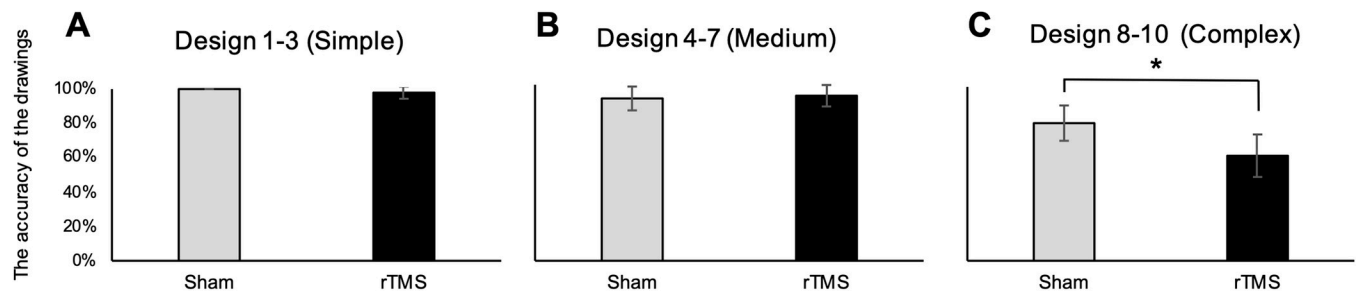 A
Design 1-3 (Simple)
The accuracy of the drawings
100%
80%
60%
40%
20%
0%
Sham
rTMS
B
Design 4-7 (Medium)
Sham
rTMS
C
Design 8-10 (Complex)
*
Sham
rTMS